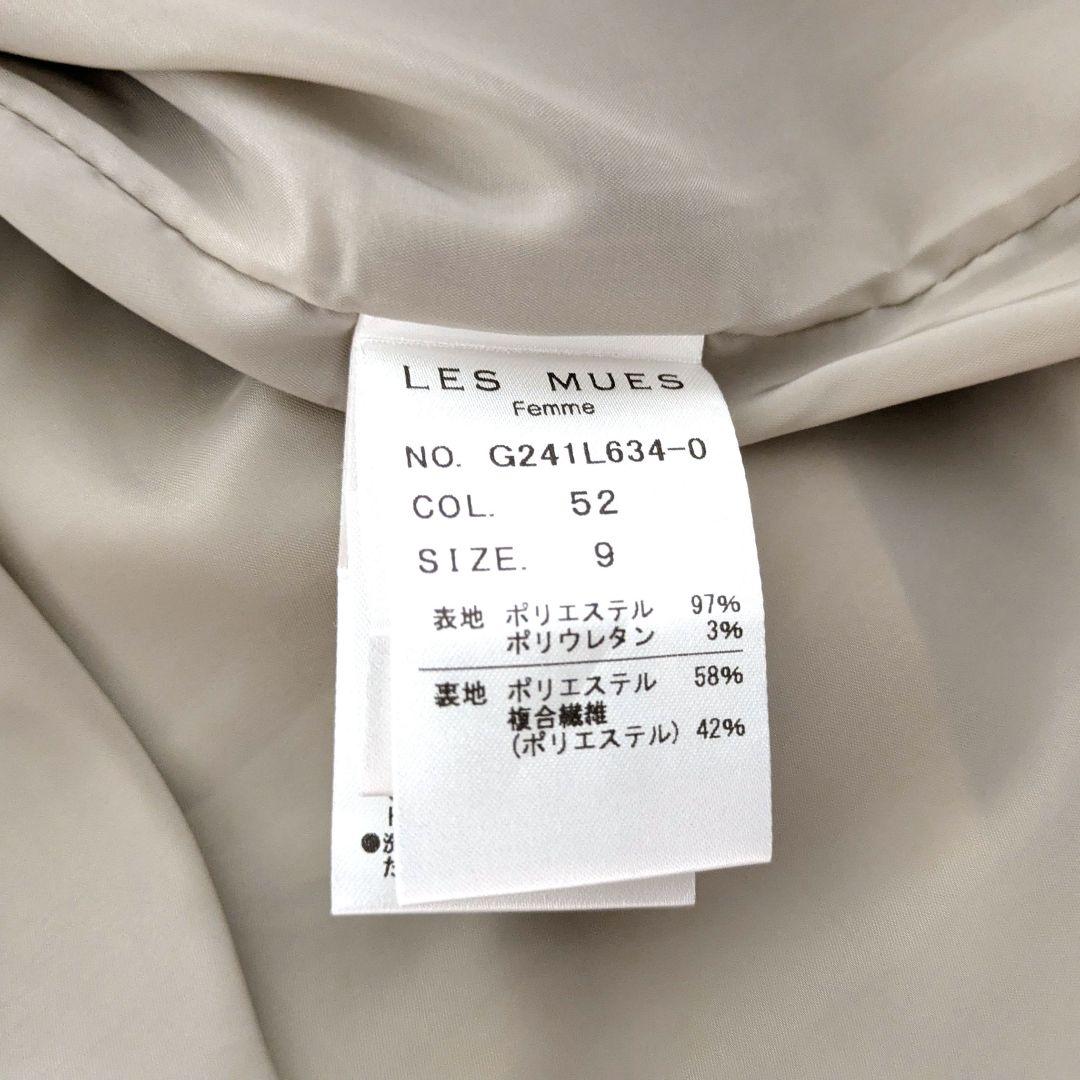 LES MUES
Femme
NO. G241L634-0
COL. 52
SIZE. 9
表地 ポリエステル 97%
ポリウレタン 3%
裏地 ポリエステル 58%
複合繊維
(ポリエステル) 42%
●洗
た